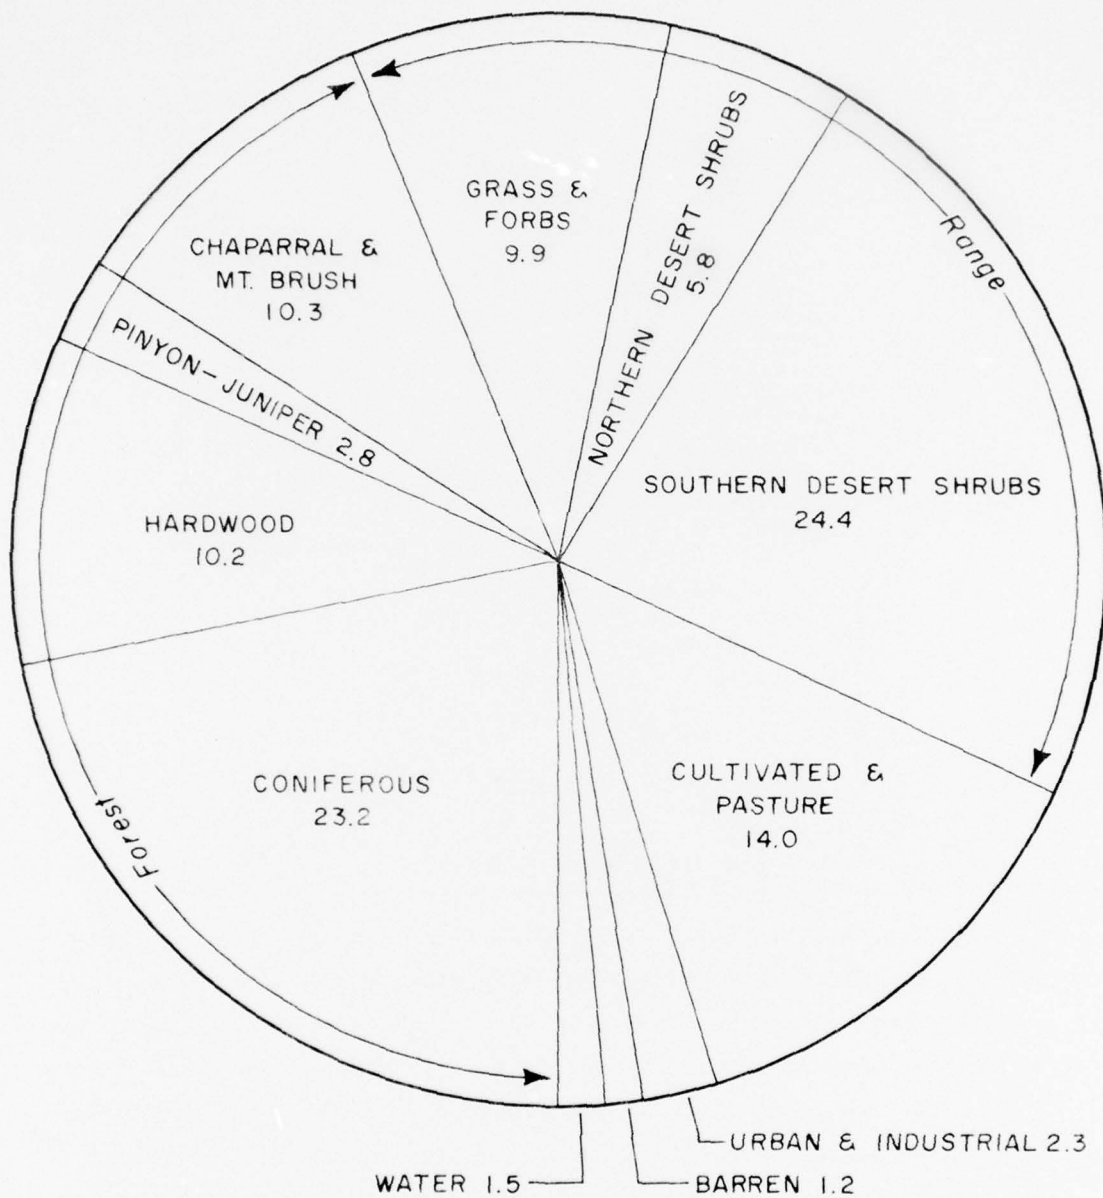 GRASS &
FORBS
9.9
NORTHERN DESERT SHRUBS
5.8
Range
CHAPARRAL &
MT. BRUSH
10.3
PINYON-JUNIPER 2.8
HARDWOOD
10.2
SOUTHERN DESERT SHRUBS
24.4
CONIFEROUS
23.2
Forest
CULTIVATED &
PASTURE
14.0
URBAN & INDUSTRIAL 2.3
WATER 1.5
BARREN 1.2